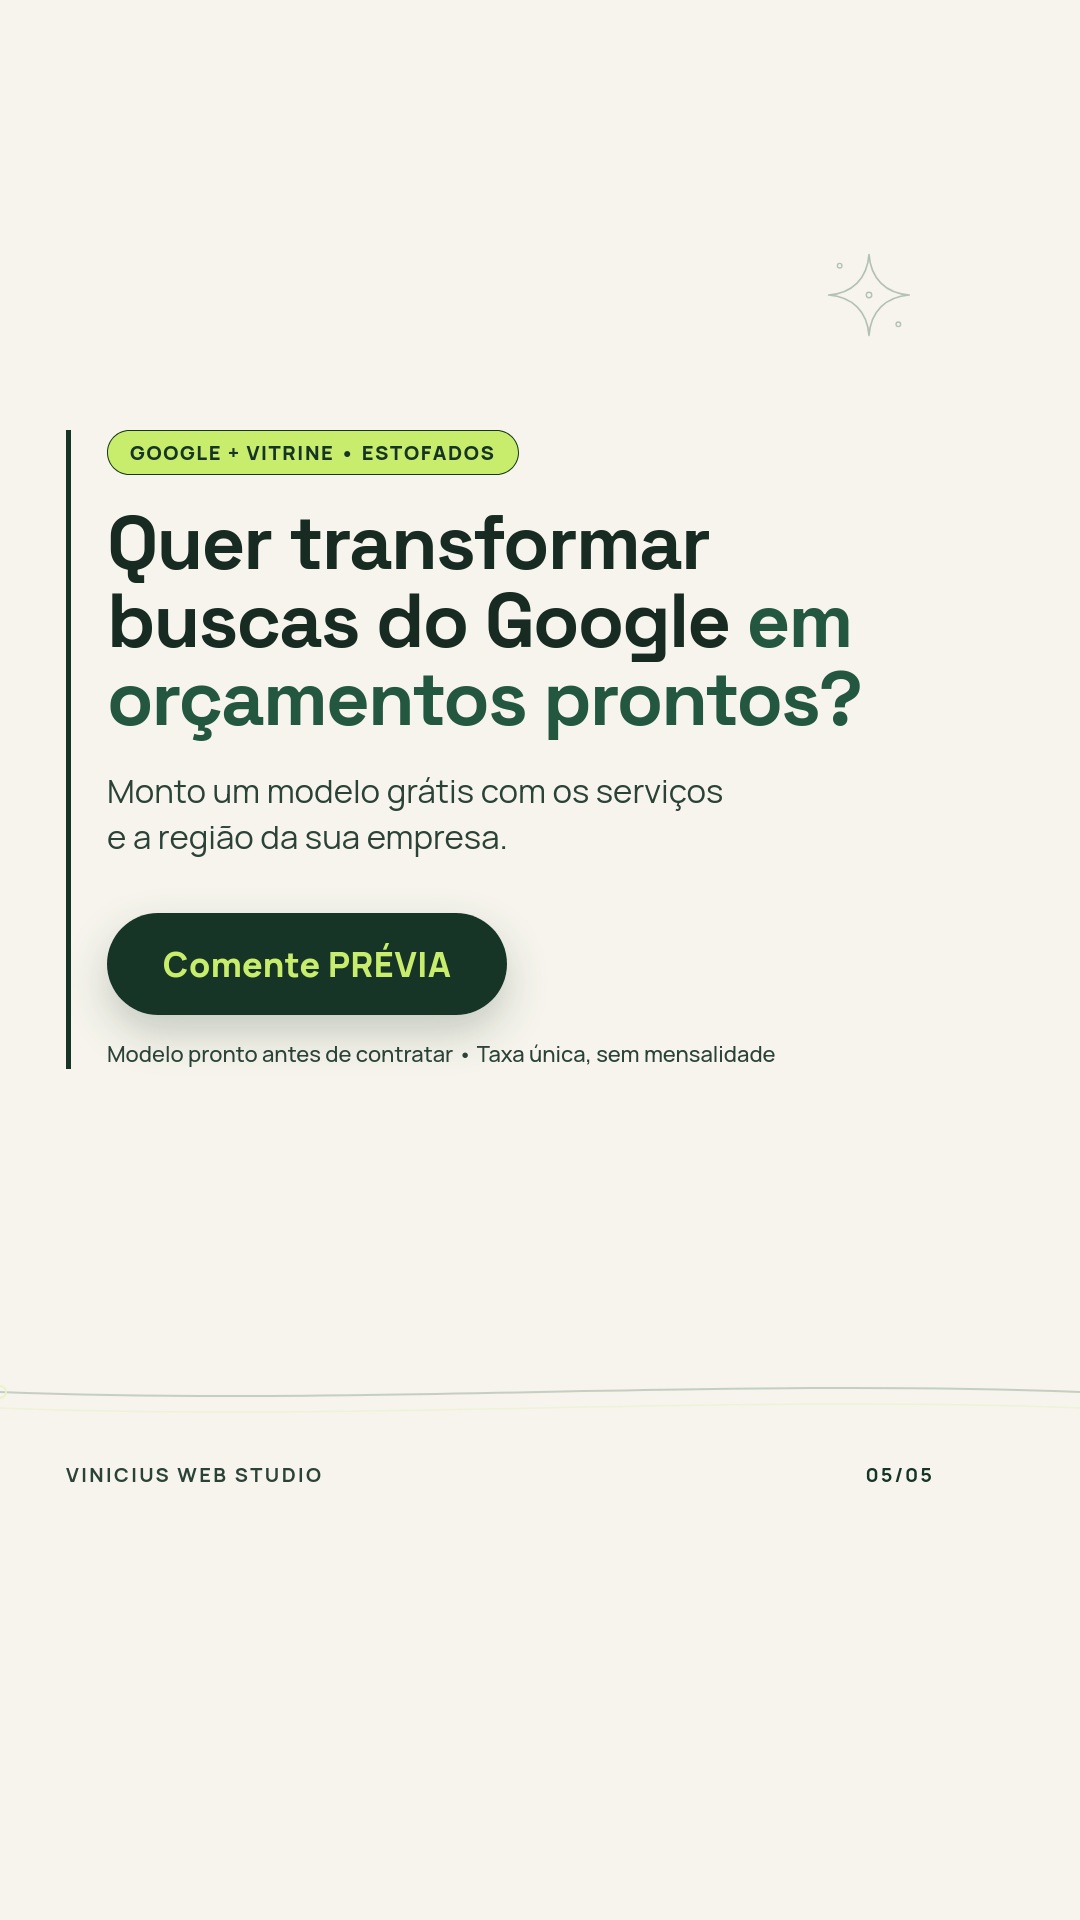 GOOGLE + VITRINE • ESTOFADOS
Quer transformar
buscas do Google em
orçamentos prontos?
Monto um modelo grátis com os serviços
e a região da sua empresa.
Comente PRÉVIA
Modelo pronto antes de contratar • Taxa única, sem mensalidade
VINICIUS WEB STUDIO
05/05